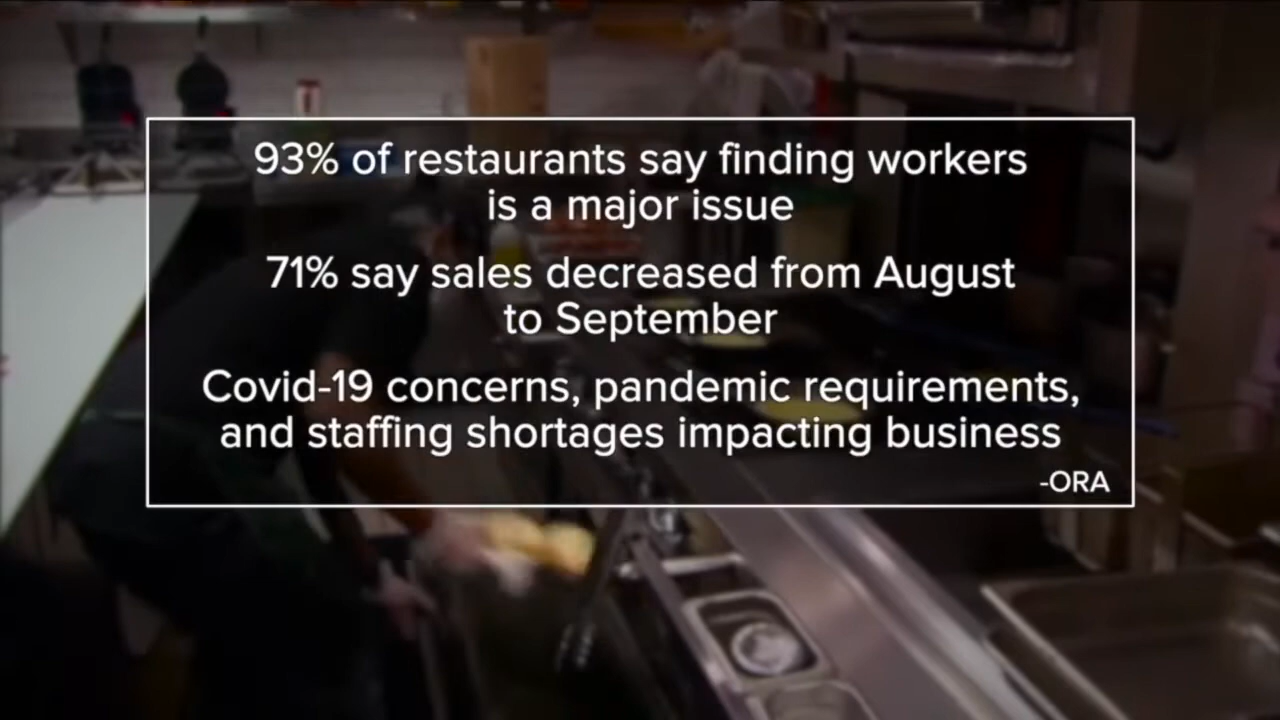 93% of restaurants say finding workers
is a major issue
71% say sales decreased from August
to September
Covid-19 concerns, pandemic requirements,
and staffing shortages impacting business
-ORA